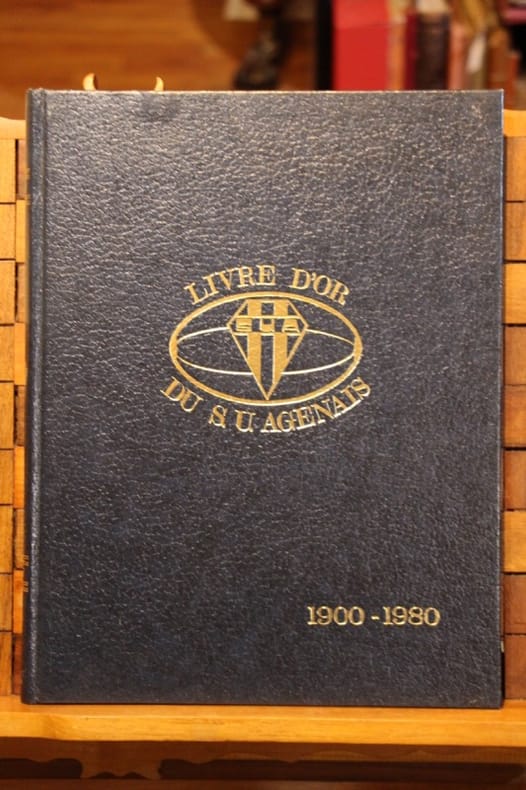 LIVRE D'OR
SUA
DU S.U. AGENAIS
1900 - 1980